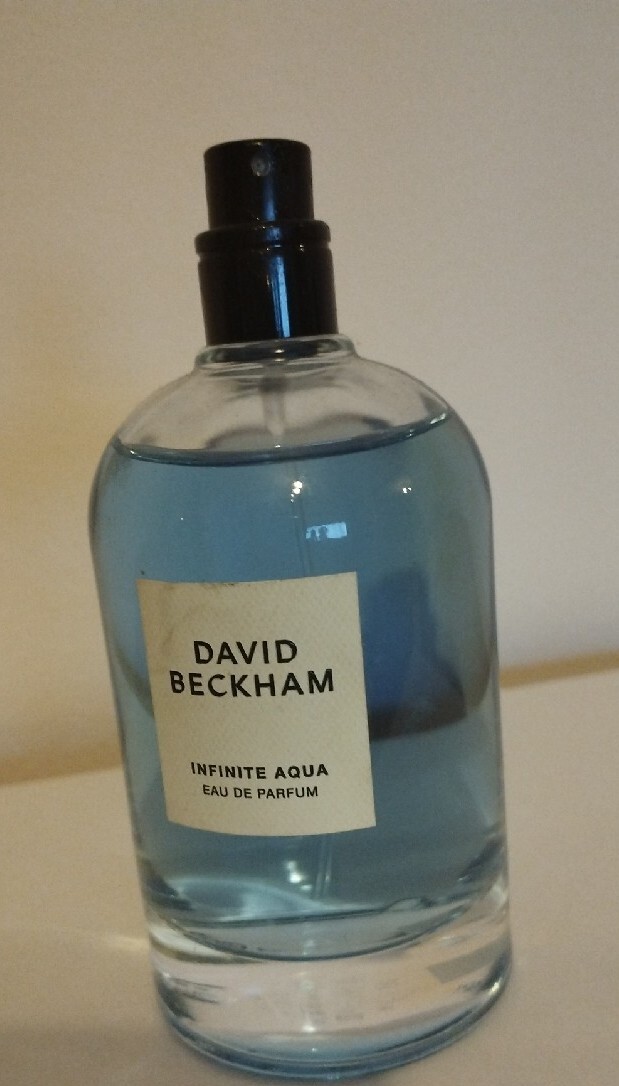 DAVID
BECKHAM
INFINITE AQUA
EAU DE PARFUM